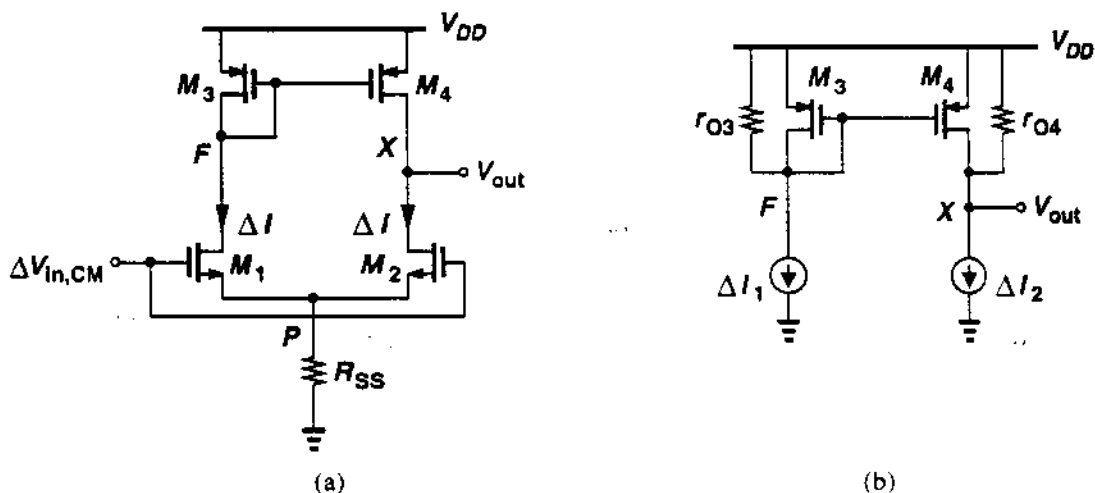 V_DD
M_3
M_4
F
X
V_out
ΔI
ΔI
ΔV_in,CM
M_1
M_2
P
R_SS
(a)
V_DD
M_3
M_4
r_O3
r_O4
F
X
V_out
ΔI_1
ΔI_2
(b)